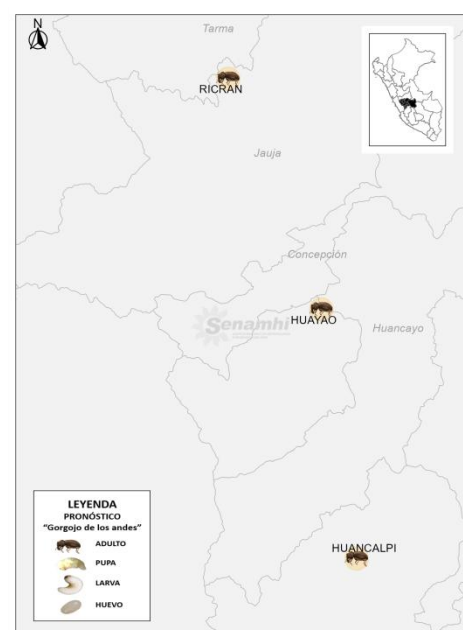 N
Tarma
RICRAN
Jauja
Concepción
Senamhi
HUAYAO
Huancayo
LEYENDA
PRONÓSTICO
"Gorgojo de los andes"
ADULTO
PUPA
LARVA
HUEVO
HUANCALPI